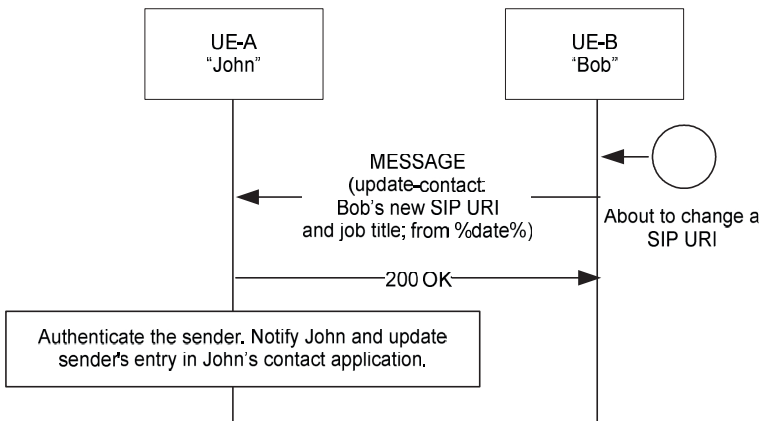 UE-A
“John”
UE-B
“Bob”
MESSAGE
(update-contact:
Bob's new SIP URI
and job title; from %date%)
About to change a
SIP URI
200 OK
Authenticate the sender. Notify John and update
sender's entry in John's contact application.